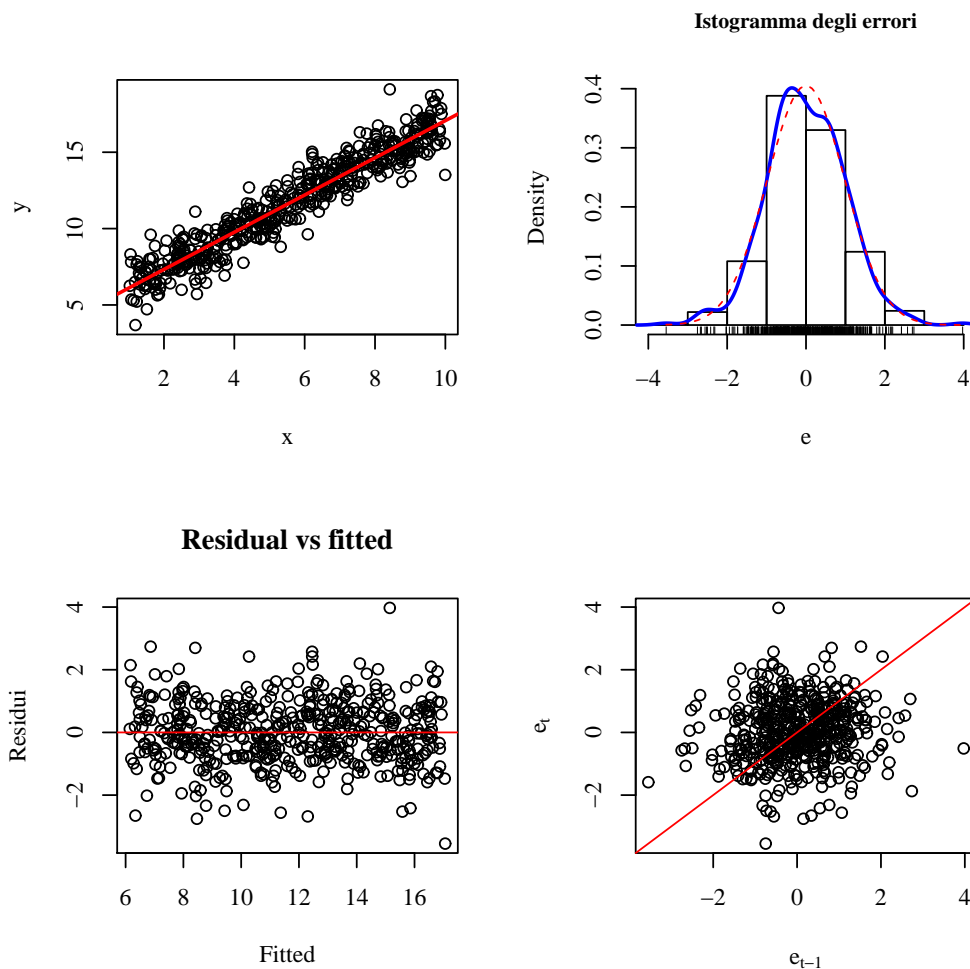 y
5 10 15
2 4 6 8 10
x
Istogramma degli errori
Density
0.0 0.1 0.2 0.3 0.4
−4 −2 0 2 4
e
Residual vs fitted
Residui
−2 0 2 4
6 8 10 12 14 16
Fitted
e_t
−2 0 2 4
−2 0 2 4
e_{t−1}